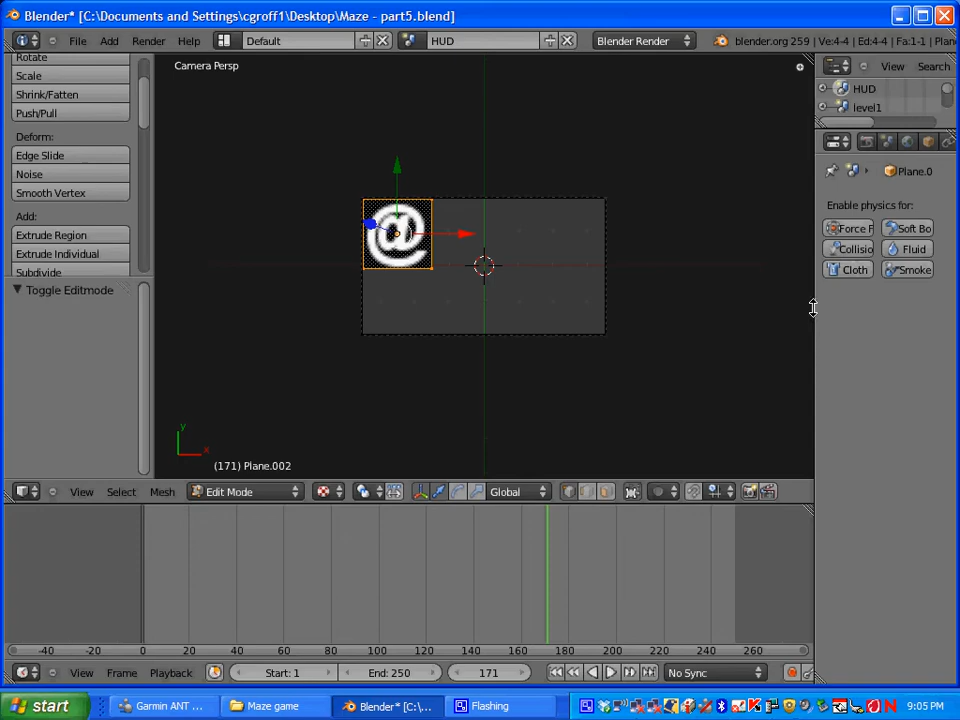 Blender* [C:\Documents and Settings\cgroff1\Desktop\Maze - part5.blend]
File Add Render Help Default HUD Blender Render blender.org 259 | Ve:4-4 | Ed:4-4 | Fa:1-1 | Plane
Rotate
Scale
Shrink/Fatten
Push/Pull
Deform:
Edge Slide
Noise
Smooth Vertex
Add:
Extrude Region
Extrude Individual
Subdivide
Toggle Editmode
Camera Persp
@
y
x
(171) Plane.002
View Search
HUD
level1
Plane.0
Enable physics for:
Force F Soft Bo
Collisio Fluid
Cloth Smoke
View Select Mesh Edit Mode Global
-40 -20 0 20 40 60 80 100 120 140 160 180 200 220 240 260
View Frame Playback Start: 1 End: 250 171 No Sync
start Garmin ANT ... Maze game Blender* [C:\... Flashing 9:05 PM